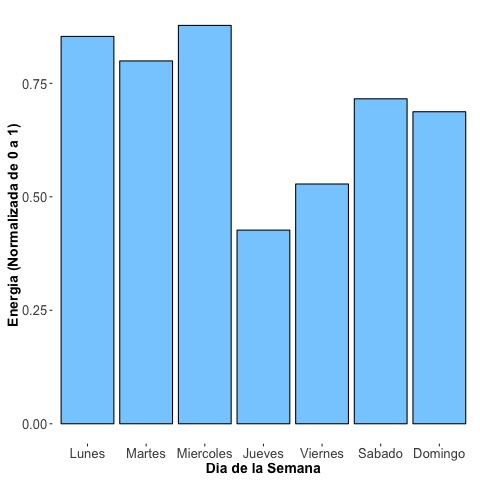 Energia (Normalizada de 0 a 1)
0.75
0.50
0.25
0.00
Lunes Martes Miercoles Jueves Viernes Sabado Domingo
Dia de la Semana